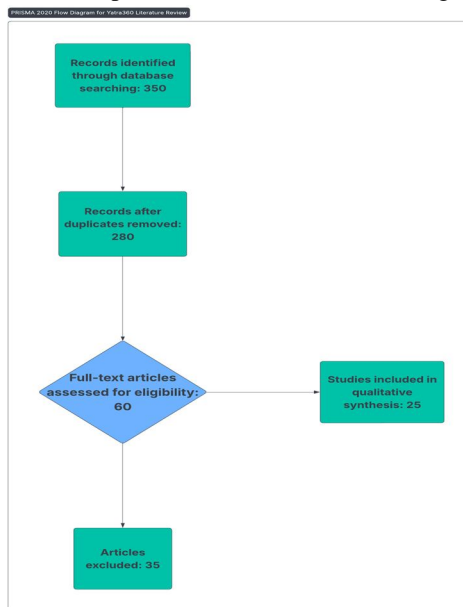 PRISMA 2020 Flow Diagram for Yatra360 Literature Review
Records identified
through database
searching: 350
Records after
duplicates removed:
280
Full-text articles
assessed for eligibility:
60
Studies included in
qualitative
synthesis: 25
Articles
excluded: 35